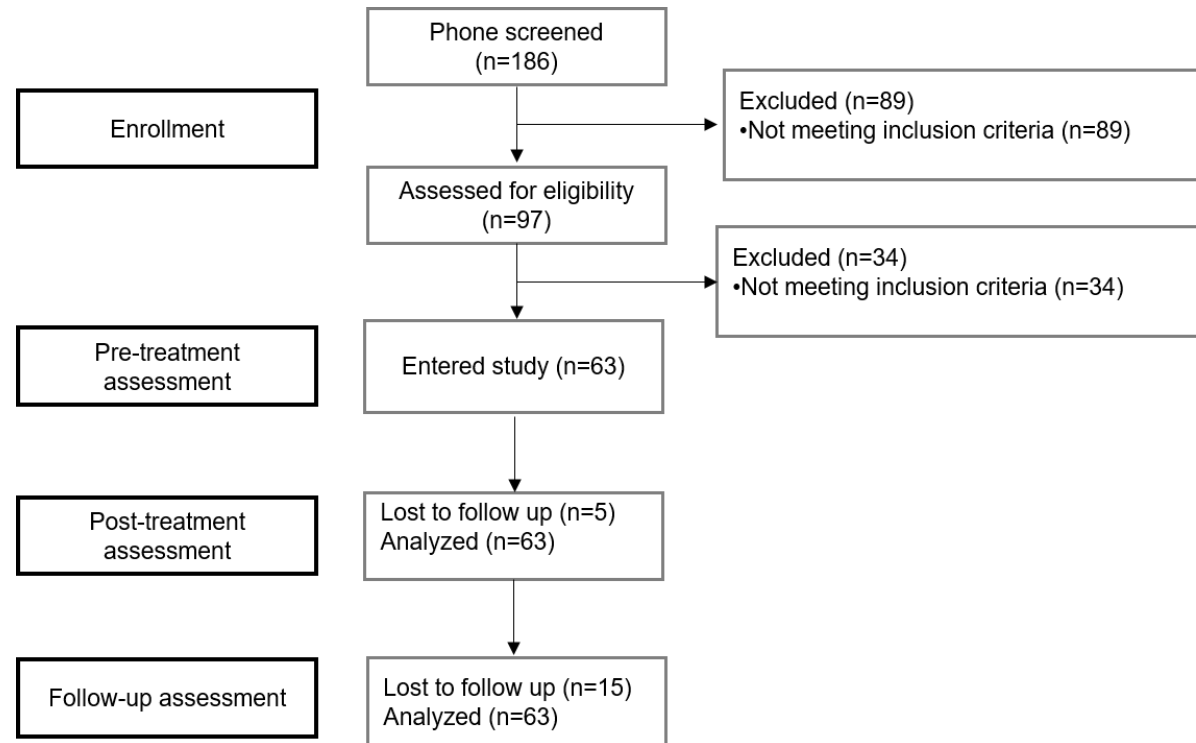 Phone screened
(n=186)
Enrollment
Excluded (n=89)
•Not meeting inclusion criteria (n=89)
Assessed for eligibility
(n=97)
Excluded (n=34)
•Not meeting inclusion criteria (n=34)
Pre-treatment
assessment
Entered study (n=63)
Post-treatment
assessment
Lost to follow up (n=5)
Analyzed (n=63)
Follow-up assessment
Lost to follow up (n=15)
Analyzed (n=63)